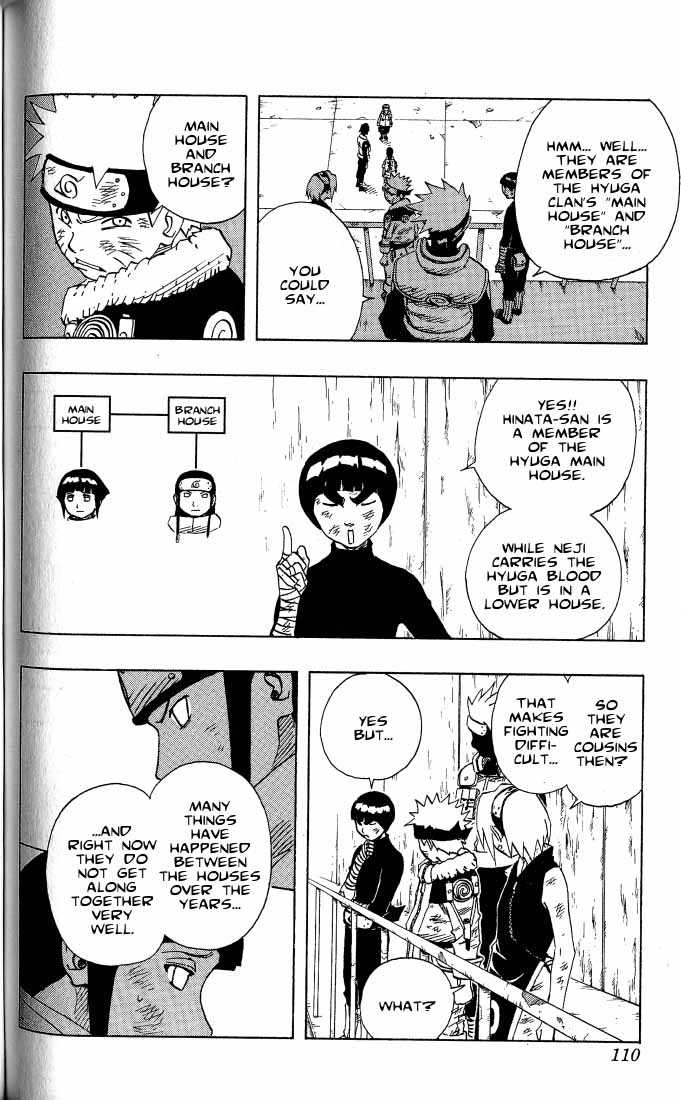 HMM... WELL...
THEY ARE
MEMBERS OF
THE HYUGA
CLAN'S "MAIN
HOUSE" AND
"BRANCH
HOUSE"...
YOU
COULD
SAY...
MAIN
HOUSE
AND
BRANCH
HOUSE?
YES!!
HINATA-SAN IS
A MEMBER
OF THE
HYUGA MAIN
HOUSE.
WHILE NEJI
CARRIES THE
HYUGA BLOOD
BUT IS IN A
LOWER HOUSE.
MAIN
HOUSE
BRANCH
HOUSE
SO
THEY
ARE
COUSINS
THEN?
THAT
MAKES
FIGHTING
DIFFI-
CULT...
YES
BUT...
WHAT?
MANY
THINGS
HAVE
HAPPENED
BETWEEN
THE HOUSES
OVER THE
YEARS...
...AND
RIGHT NOW
THEY DO
NOT GET
ALONG
TOGETHER
VERY
WELL.
110